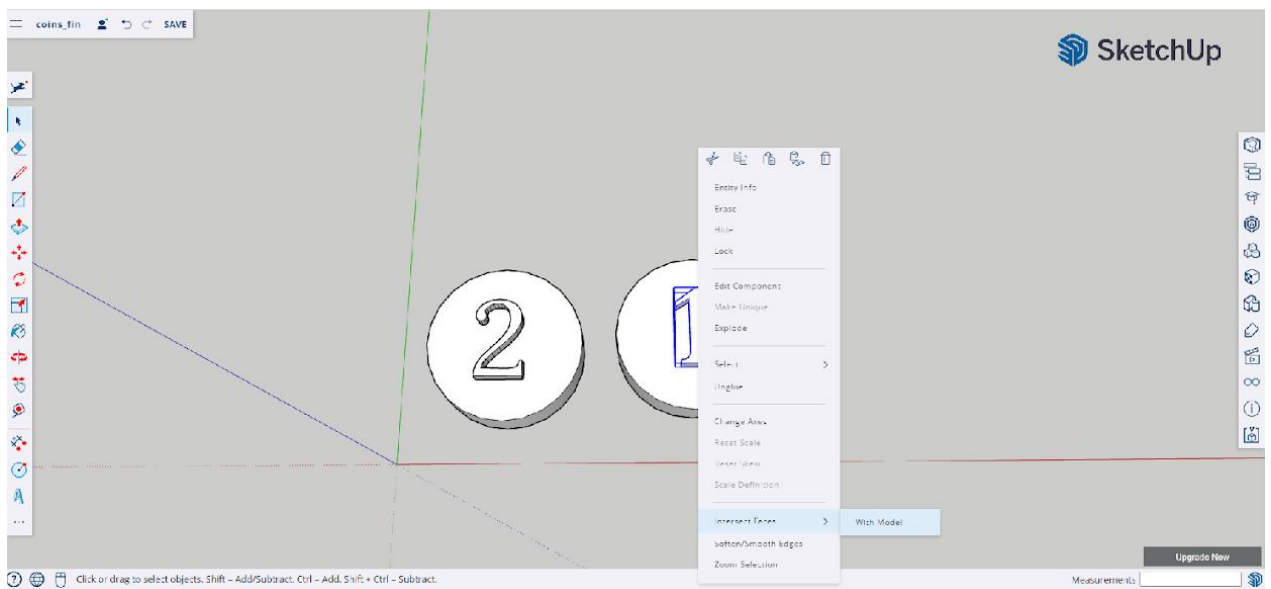 coins_fin SAVE
SketchUp
Entity Info
Erase
Hide
Lock
Edit Component
Make Unique
Explode
Select
Unglue
Change Axes
Reset Scale
Reset Skew
Scale Definition
Intersect Faces
With Model
Soften/Smooth Edges
Zoom Selection
2
1
A
Upgrade Now
Click or drag to select objects. Shift – Add/Subtract. Ctrl – Add. Shift + Ctrl – Subtract.
Measurements